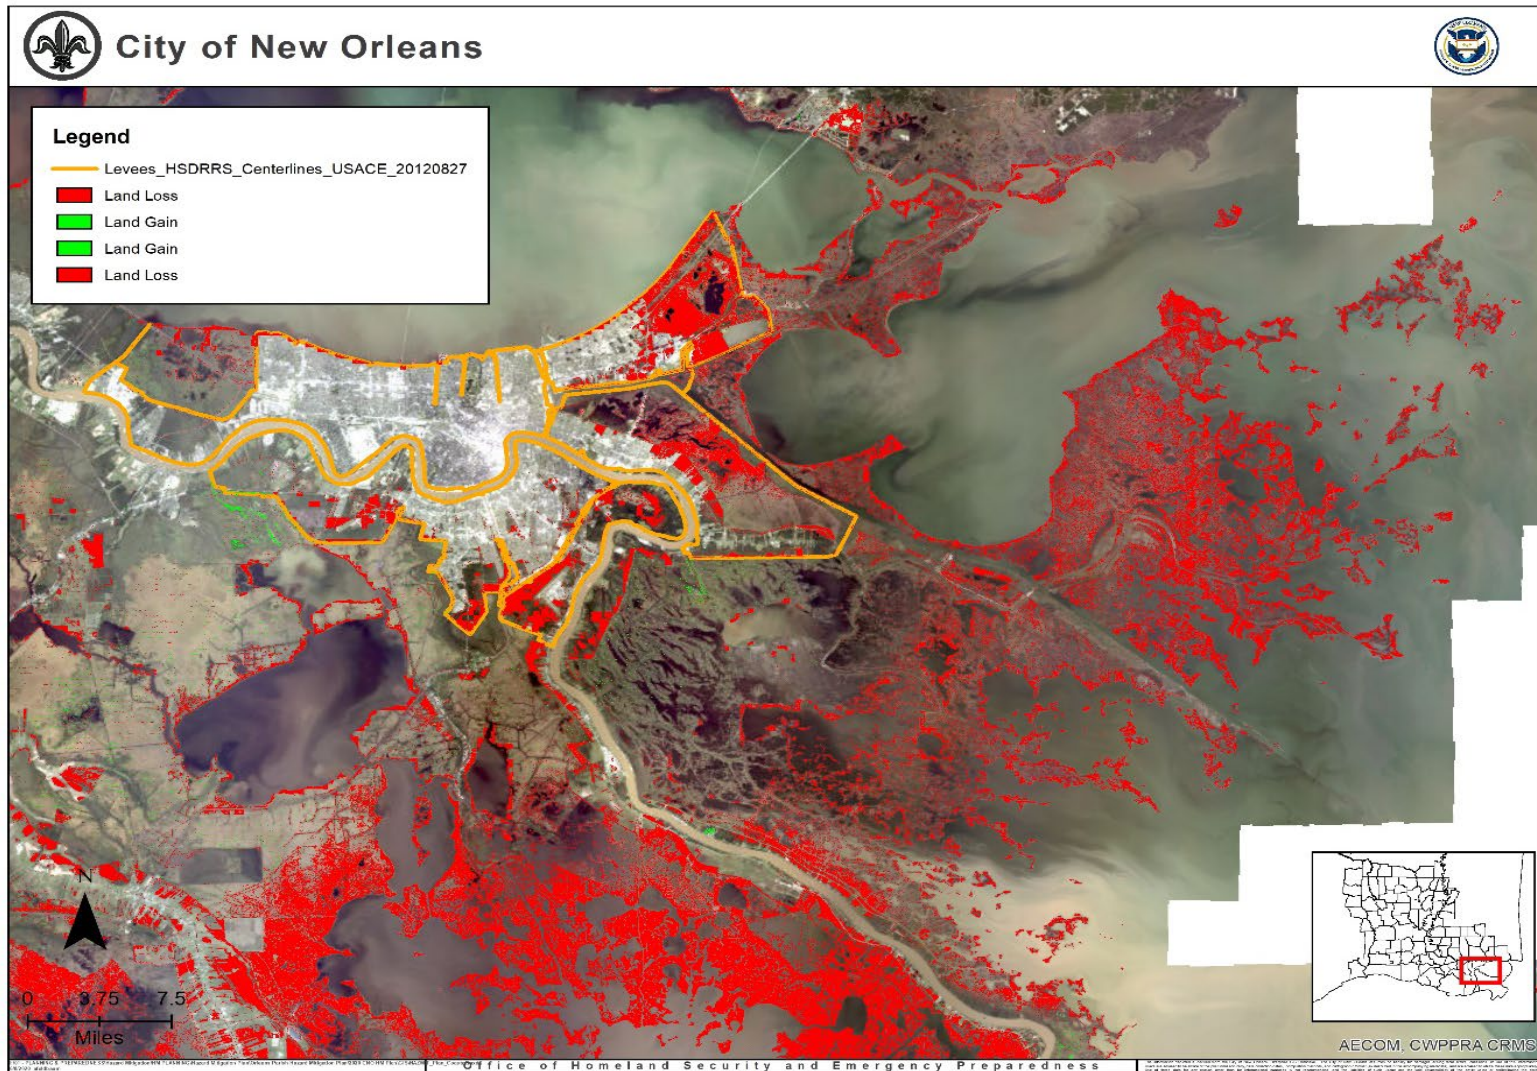 City of New Orleans
Legend
Levees_HSDRRS_Centerlines_USACE_20120827
Land Loss
Land Gain
Land Gain
Land Loss
N
0 3.75 7.5
Miles
AECOM, CWPPRA CRMS
Office of Homeland Security and Emergency Preparedness